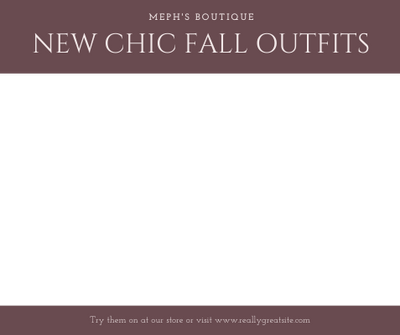 MEPH'S BOUTIQUE
NEW CHIC FALL OUTFITS
Try them on at our store or visit www.reallygreatsite.com